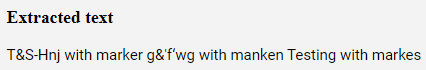 Extracted text
T&S-Hnj with marker g&'f‘wg with manken Testing with markes